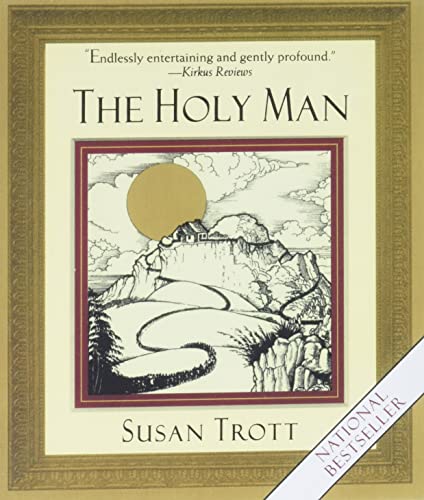 "Endlessly entertaining and gently profound."
—Kirkus Reviews
THE HOLY MAN
SUSAN TROTT
NATIONAL
BESTSELLER